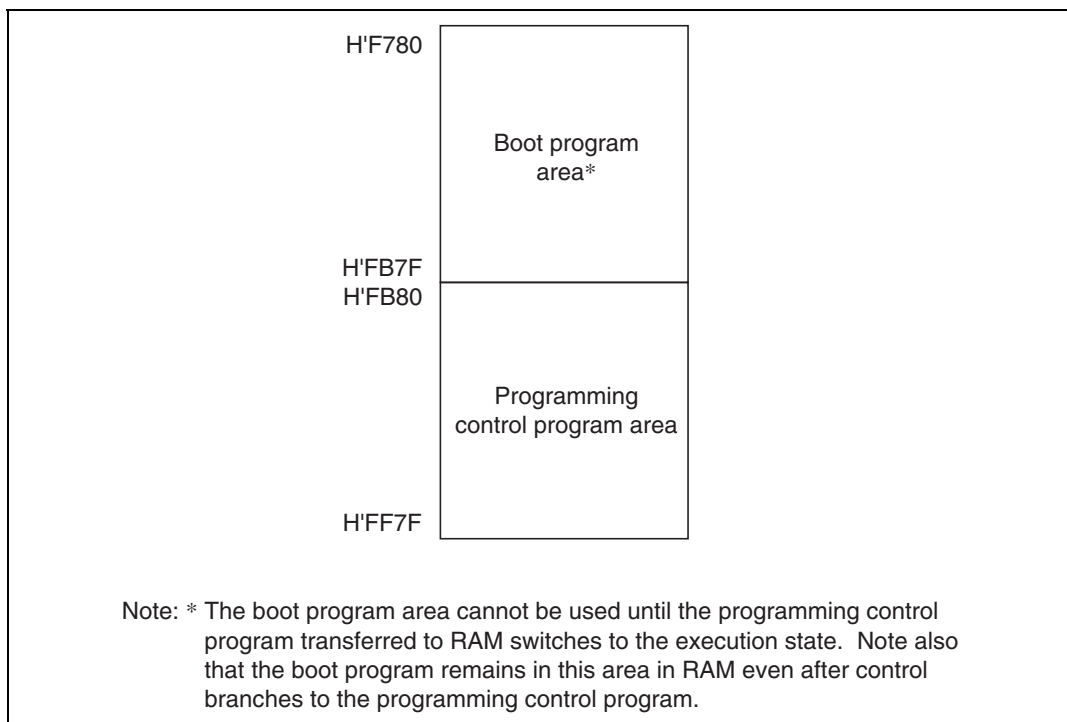 H'F780
Boot program
area*
H'FB7F
H'FB80
Programming
control program area
H'FF7F
Note: * The boot program area cannot be used until the programming control
program transferred to RAM switches to the execution state.  Note also
that the boot program remains in this area in RAM even after control
branches to the programming control program.